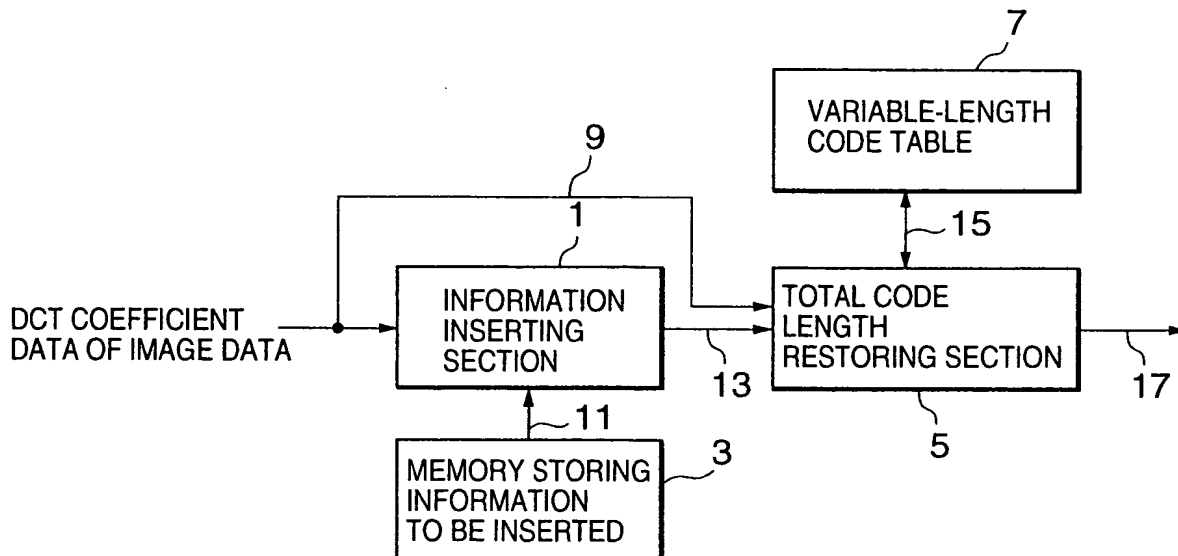 7
VARIABLE-LENGTH
CODE TABLE
9
1
15
DCT COEFFICIENT
DATA OF IMAGE DATA
INFORMATION
INSERTING
SECTION
13
TOTAL CODE
LENGTH
RESTORING SECTION
17
5
11
3
MEMORY STORING
INFORMATION
TO BE INSERTED